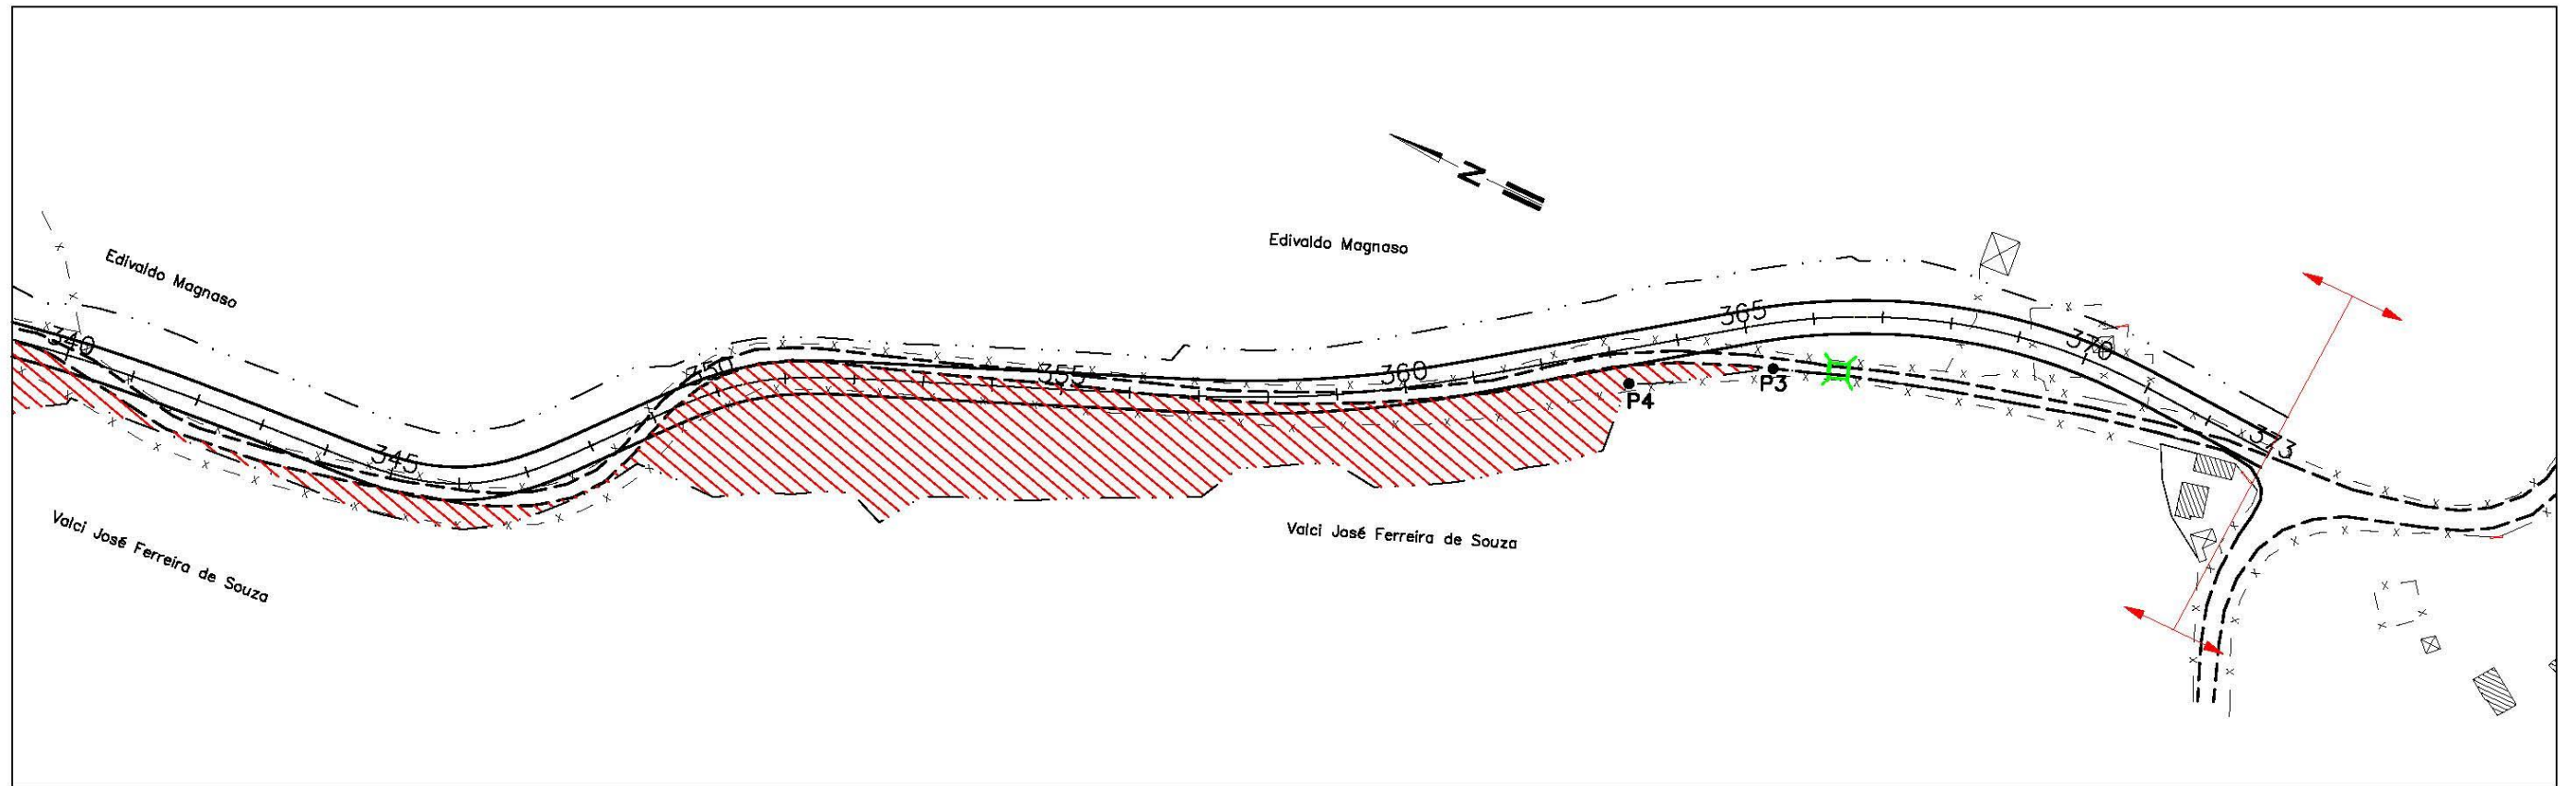 N
Edivaldo Magnaso
Edivaldo Magnaso
340
345
350
355
360
365
370
373
P4
P3
Valci José Ferreira de Souza
Valci José Ferreira de Souza